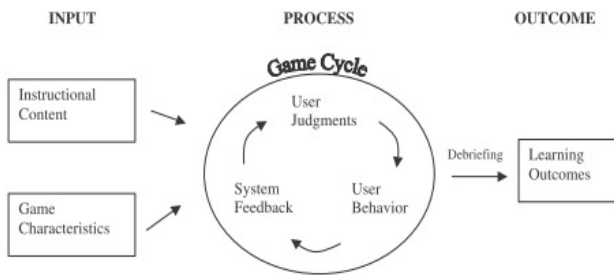 INPUT
PROCESS
OUTCOME
Game Cycle
Instructional
Content
Game
Characteristics
User
Judgments
System
Feedback
User
Behavior
Debriefing
Learning
Outcomes